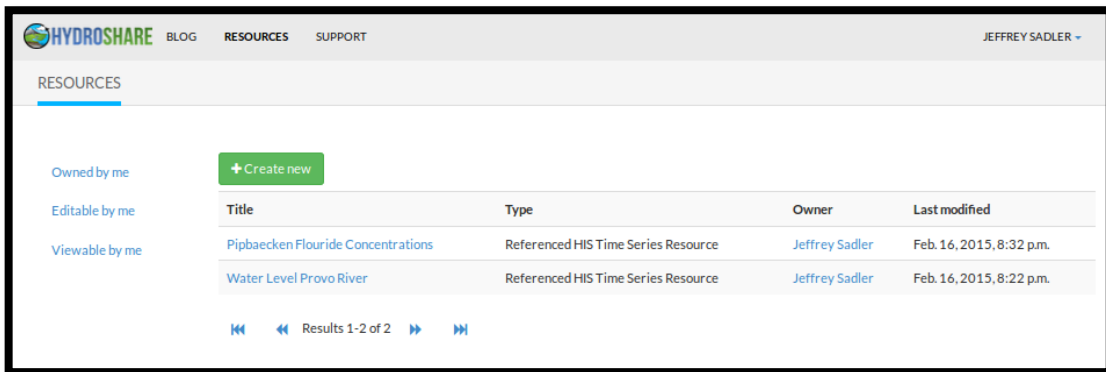 HYDROSHARE BLOG RESOURCES SUPPORT JEFFREY SADLER
RESOURCES
Owned by me
Editable by me
Viewable by me
+Create new
Title Type Owner Last modified
Pipbaecken Flouride Concentrations Referenced HIS Time Series Resource Jeffrey Sadler Feb. 16, 2015, 8:32 p.m.
Water Level Provo River Referenced HIS Time Series Resource Jeffrey Sadler Feb. 16, 2015, 8:22 p.m.
Results 1-2 of 2